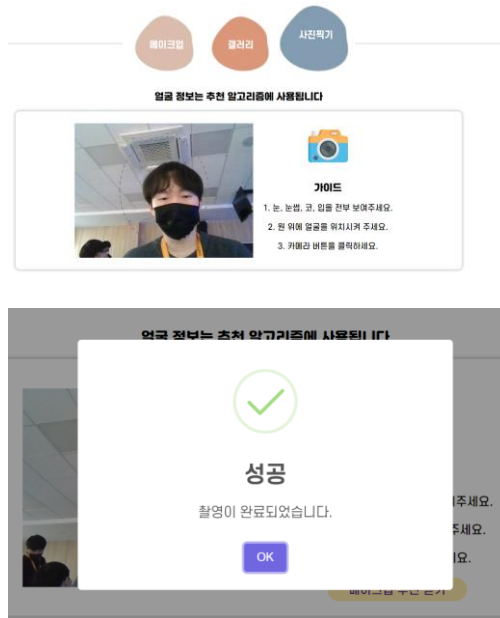 메이크업
갤러리
사진찍기
얼굴 정보는 추천 알고리즘에 사용됩니다
가이드
1. 눈, 눈썹, 코, 입을 전부 보여주세요.
2. 원 위에 얼굴을 위치시켜 주세요.
3. 카메라 버튼을 클릭하세요.
얼굴 정보는 추천 알고리즘에 사용됩니다
성공
촬영이 완료되었습니다.
OK
주세요.
주세요.
요.
메이크업 추천 받기